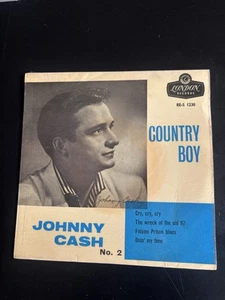 LONDON
RECORDS
RE-S 1230
COUNTRY
BOY
Cry, cry, cry
The wreck of the old 97
Folsom Prison blues
Doin' my time
JOHNNY
CASH
No. 2